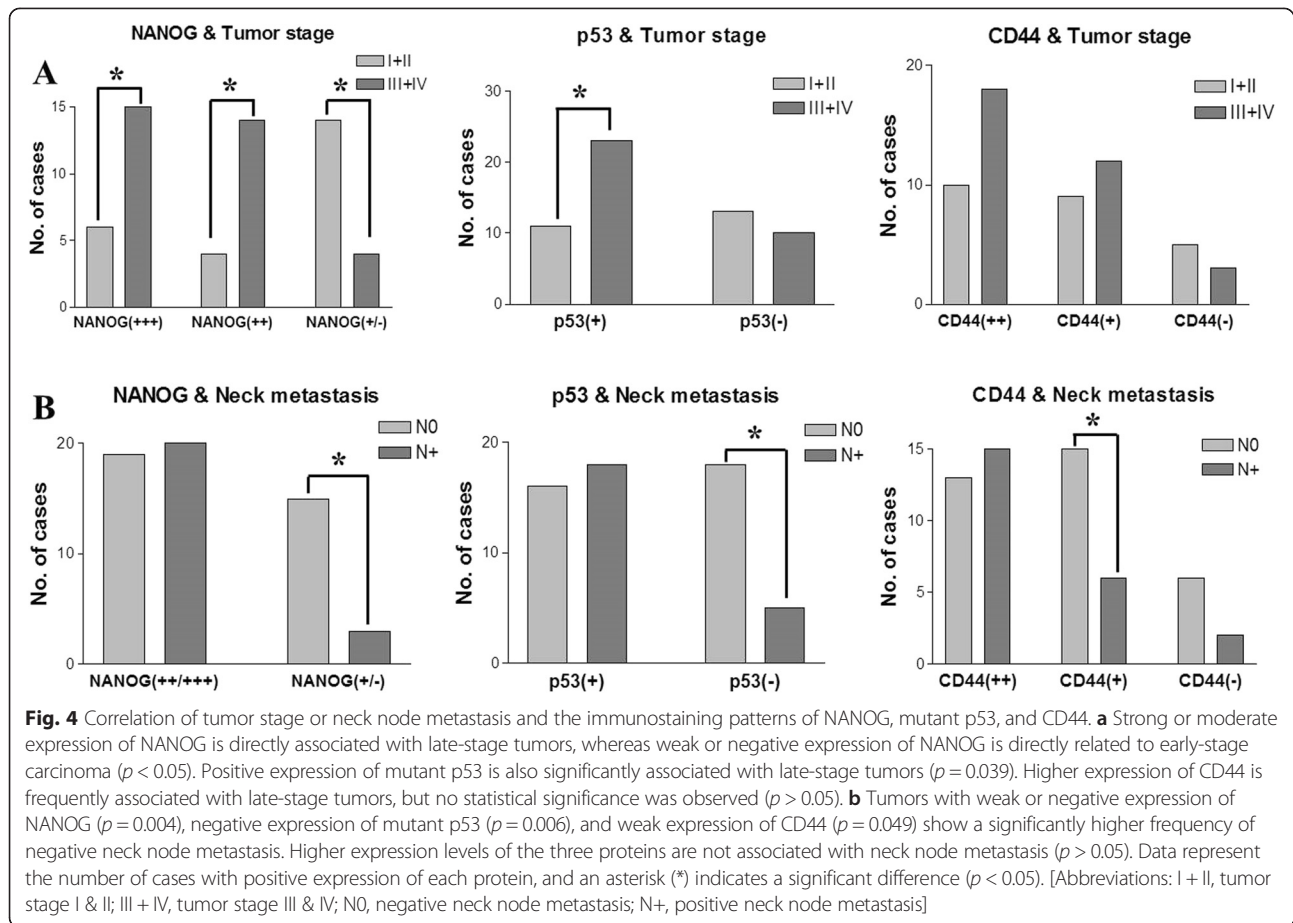 NANOG & Tumor stage
A
I+II
III+IV
* * *
No. of cases
15
10
5
0
NANOG(+++) NANOG(++) NANOG(+/-)
p53 & Tumor stage
I+II
III+IV
*
No. of cases
30
20
10
0
p53(+) p53(-)
CD44 & Tumor stage
I+II
III+IV
No. of cases
20
10
0
CD44(++) CD44(+) CD44(-)
NANOG & Neck metastasis
B
N0
N+
*
No. of cases
20
10
0
NANOG(++/+++) NANOG(+/-)
p53 & Neck metastasis
N0
N+
*
No. of cases
20
10
0
p53(+) p53(-)
CD44 & Neck metastasis
N0
N+
*
No. of cases
15
10
5
0
CD44(++) CD44(+) CD44(-)
Fig. 4 Correlation of tumor stage or neck node metastasis and the immunostaining patterns of NANOG, mutant p53, and CD44. a Strong or moderate
expression of NANOG is directly associated with late-stage tumors, whereas weak or negative expression of NANOG is directly related to early-stage
carcinoma (p < 0.05). Positive expression of mutant p53 is also significantly associated with late-stage tumors (p = 0.039). Higher expression of CD44 is
frequently associated with late-stage tumors, but no statistical significance was observed (p > 0.05). b Tumors with weak or negative expression of
NANOG (p = 0.004), negative expression of mutant p53 (p = 0.006), and weak expression of CD44 (p = 0.049) show a significantly higher frequency of
negative neck node metastasis. Higher expression levels of the three proteins are not associated with neck node metastasis (p > 0.05). Data represent
the number of cases with positive expression of each protein, and an asterisk (*) indicates a significant difference (p < 0.05). [Abbreviations: I + II, tumor
stage I & II; III + IV, tumor stage III & IV; N0, negative neck node metastasis; N+, positive neck node metastasis]